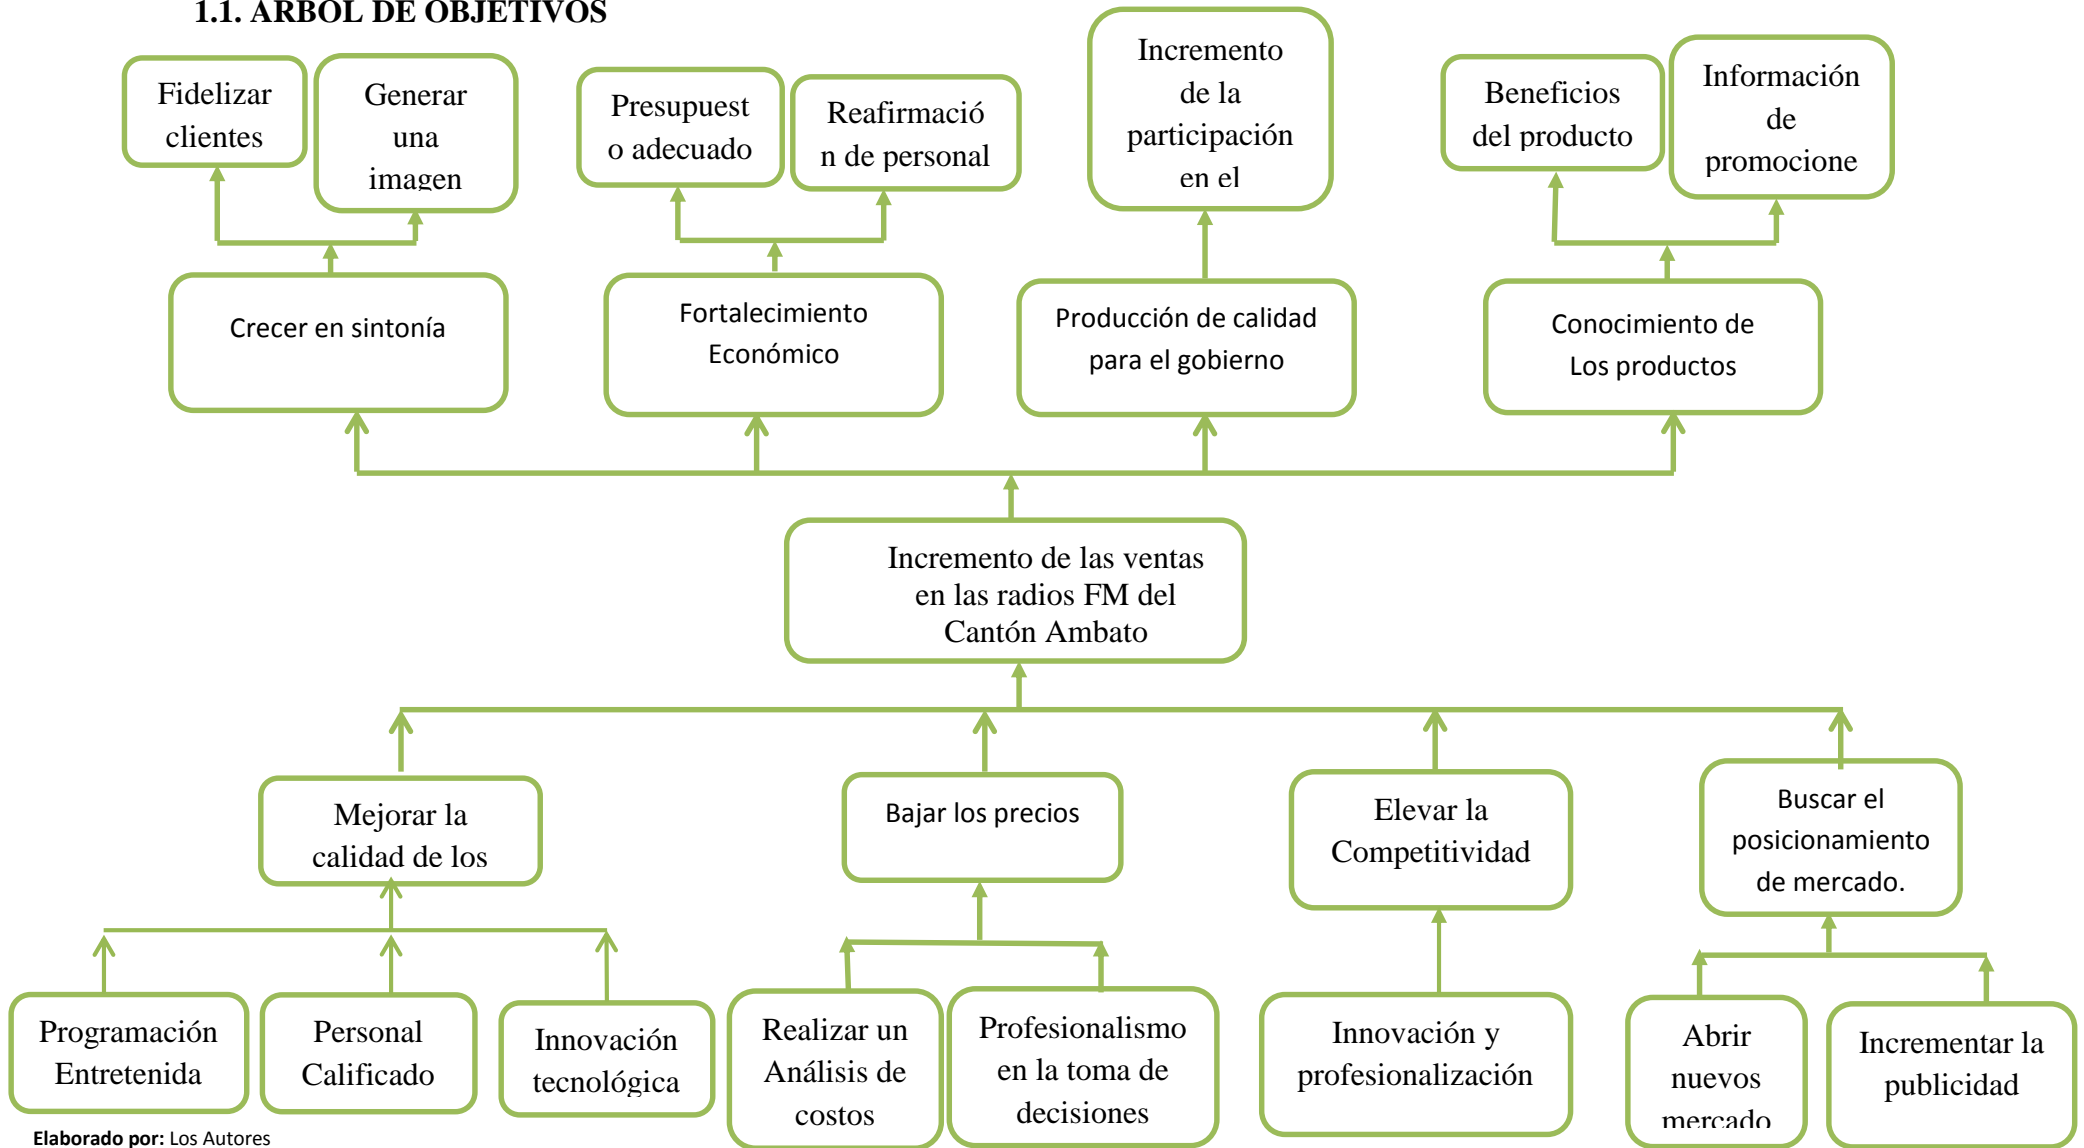 1.1. ARBOL DE OBJETIVOS
Fidelizar
clientes
Generar
una
imagen
Presupuest
o adecuado
Reafirmació
n de personal
Incremento
de la
participación
en el
Beneficios
del producto
Información
de
promocione
Crecer en sintonía
Fortalecimiento
Económico
Producción de calidad
para el gobierno
Conocimiento de
Los productos
Incremento de las ventas
en las radios FM del
Cantón Ambato
Mejorar la
calidad de los
Bajar los precios
Elevar la
Competitividad
Buscar el
posicionamiento
de mercado.
Programación
Entretenida
Personal
Calificado
Innovación
tecnológica
Realizar un
Análisis de
costos
Profesionalismo
en la toma de
decisiones
Innovación y
profesionalización
Abrir
nuevos
mercado
Incrementar la
publicidad
Elaborado por: Los Autores